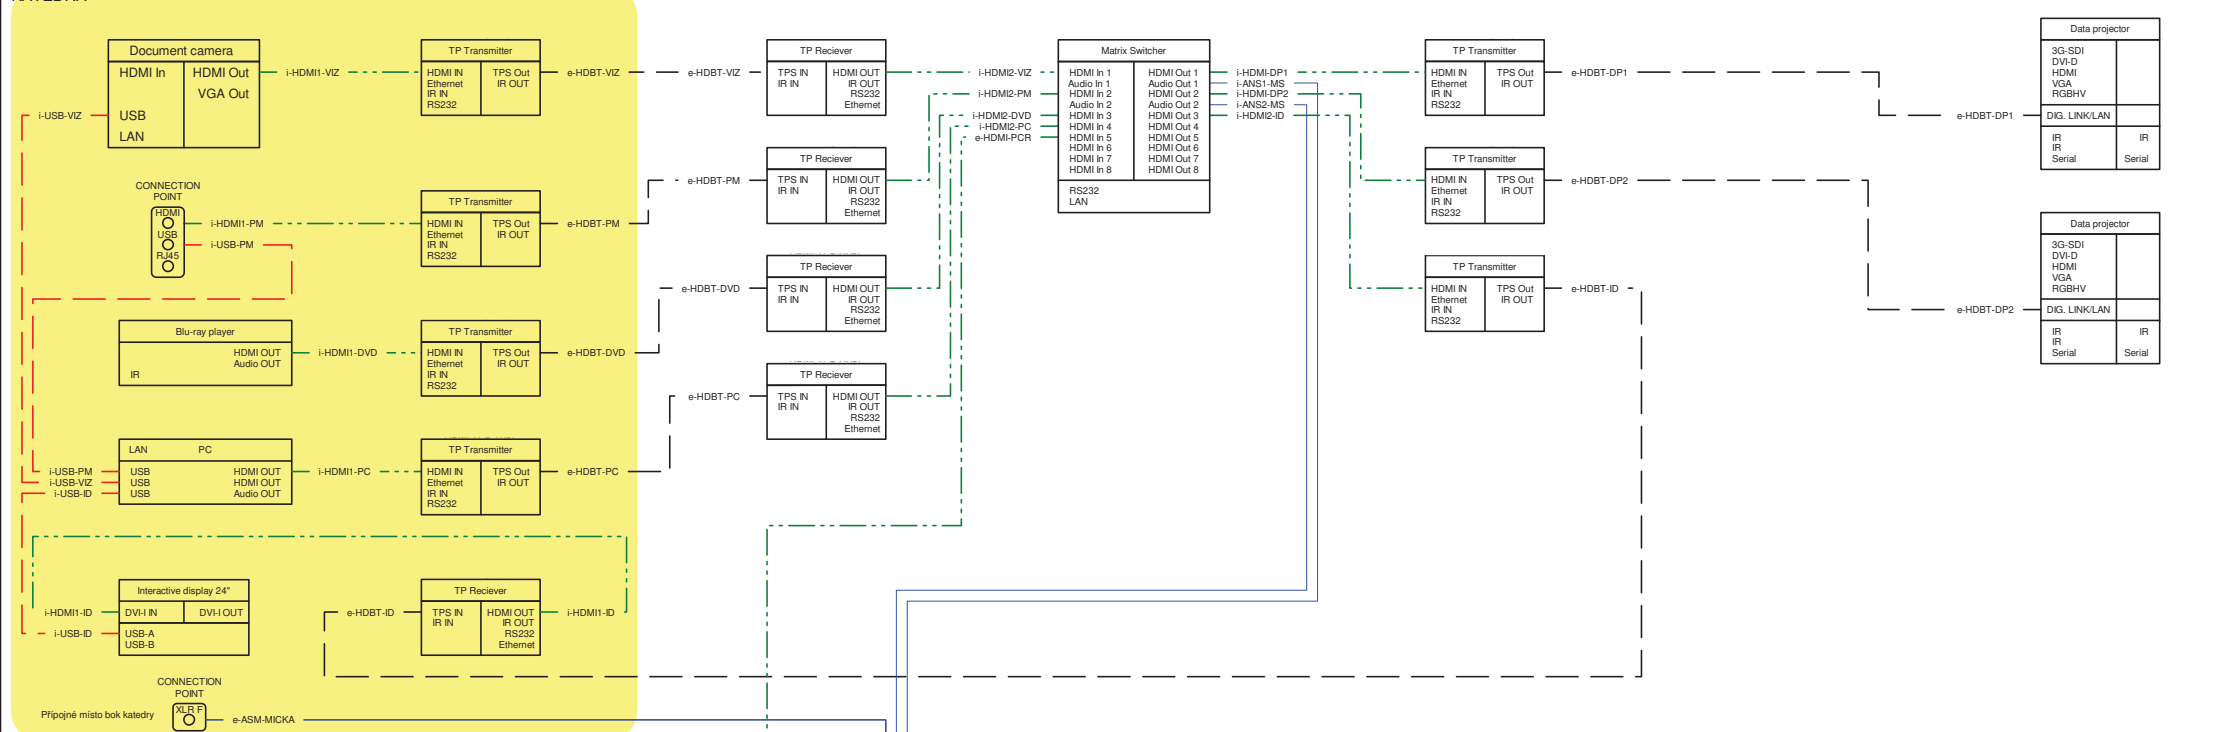 Document camera
HDMI In
HDMI Out
VGA Out
USB
LAN
i-HDMI1-VIZ
i-USB-VIZ
TP Transmitter
HDMI IN
Ethernet
IR IN
RS232
TPS Out
IR OUT
e-HDBT-VIZ
e-HDBT-VIZ
TP Reciever
TPS IN
IR IN
HDMI OUT
IR OUT
RS232
Ethernet
i-HDMI2-VIZ
i-HDMI2-PM
i-HDMI2-DVD
i-HDMI2-PC
e-HDMI-PCR
Matrix Switcher
HDMI In 1
Audio In 1
HDMI In 2
Audio In 2
HDMI In 3
HDMI In 4
HDMI In 5
HDMI In 6
HDMI In 7
HDMI In 8
HDMI Out 1
Audio Out 1
HDMI Out 2
Audio Out 2
HDMI Out 3
HDMI Out 4
HDMI Out 5
HDMI Out 6
HDMI Out 7
HDMI Out 8
RS232
LAN
i-HDMI-DP1
i-ANS1-MS
i-HDMI-DP2
i-ANS2-MS
i-HDMI2-ID
TP Transmitter
HDMI IN
Ethernet
IR IN
RS232
TPS Out
IR OUT
e-HDBT-DP1
e-HDBT-DP1
Data projector
3G-SDI
DVI-D
HDMI
VGA
RGBHV
DIG. LINK/LAN
IR
IR
Serial
IR
Serial
CONNECTION
POINT
HDMI
USB
RJ45
i-HDMI1-PM
i-USB-PM
TP Transmitter
HDMI IN
Ethernet
IR IN
RS232
TPS Out
IR OUT
e-HDBT-PM
e-HDBT-PM
TP Reciever
TPS IN
IR IN
HDMI OUT
IR OUT
RS232
Ethernet
TP Transmitter
HDMI IN
Ethernet
IR IN
RS232
TPS Out
IR OUT
e-HDBT-DP2
e-HDBT-DP2
Data projector
3G-SDI
DVI-D
HDMI
VGA
RGBHV
DIG. LINK/LAN
IR
IR
Serial
IR
Serial
Blu-ray player
HDMI OUT
Audio OUT
IR
i-HDMI1-DVD
TP Transmitter
HDMI IN
Ethernet
IR IN
RS232
TPS Out
IR OUT
e-HDBT-DVD
e-HDBT-DVD
TP Reciever
TPS IN
IR IN
HDMI OUT
IR OUT
RS232
Ethernet
TP Transmitter
HDMI IN
Ethernet
IR IN
RS232
TPS Out
IR OUT
e-HDBT-ID
LAN
PC
USB
USB
USB
HDMI OUT
HDMI OUT
Audio OUT
i-USB-PM
i-USB-VIZ
i-USB-ID
i-HDMI1-PC
TP Transmitter
HDMI IN
Ethernet
IR IN
RS232
TPS Out
IR OUT
e-HDBT-PC
e-HDBT-PC
TP Reciever
TPS IN
IR IN
HDMI OUT
IR OUT
RS232
Ethernet
Interactive display 24"
DVI-I IN
DVI-I OUT
USB-A
USB-B
i-HDMI1-ID
i-USB-ID
e-HDBT-ID
TP Reciever
TPS IN
IR IN
HDMI OUT
IR OUT
RS232
Ethernet
i-HDMI1-ID
CONNECTION
POINT
XLR F
Přípojné místo bok katedry
e-ASM-MICKA